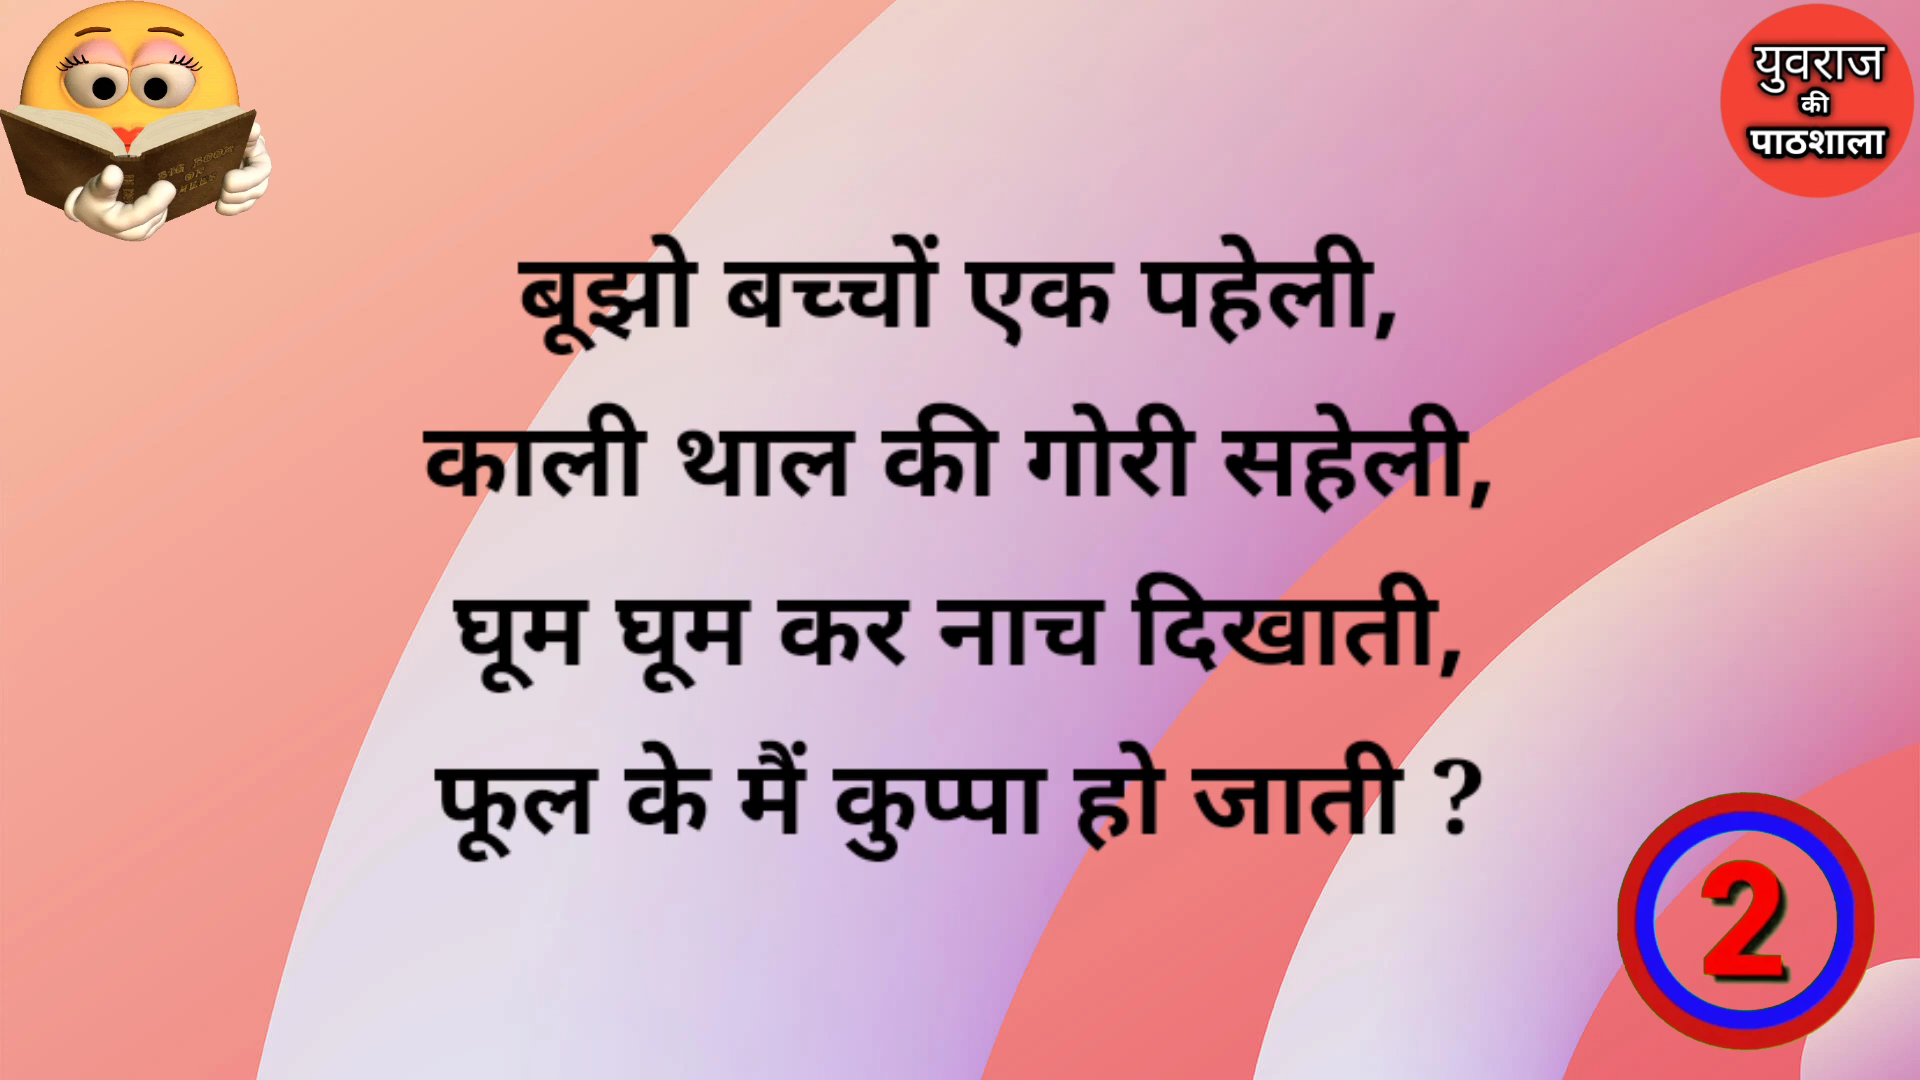 युवराज
की
पाठशाला
बूझो बच्चों एक पहेली,
काली थाल की गोरी सहेली,
घूम घूम कर नाच दिखाती,
फूल के मैं कुप्पा हो जाती ?
2